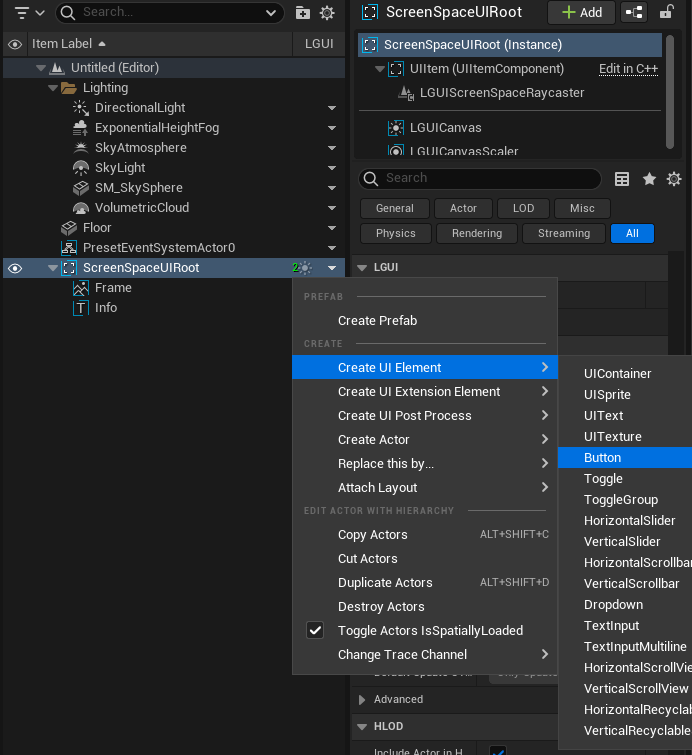 Search...
Item Label
LGUI
Untitled (Editor)
Lighting
DirectionalLight
ExponentialHeightFog
SkyAtmosphere
SkyLight
SM_SkySphere
VolumetricCloud
Floor
PresetEventSystemActor0
ScreenSpaceUIRoot
2
Frame
Info
ScreenSpaceUIRoot
+ Add
ScreenSpaceUIRoot (Instance)
UIItem (UIItemComponent)
Edit in C++
LGUIScreenSpaceRaycaster
LGUICanvas
LGUICanvasScaler
Search
General
Actor
LOD
Misc
Physics
Rendering
Streaming
All
LGUI
PREFAB
Create Prefab
CREATE
Create UI Element
Create UI Extension Element
Create UI Post Process
Create Actor
Replace this by...
Attach Layout
EDIT ACTOR WITH HIERARCHY
Copy Actors ALT+SHIFT+C
Cut Actors
Duplicate Actors ALT+SHIFT+D
Destroy Actors
Toggle Actors IsSpatiallyLoaded
Change Trace Channel
UIContainer
UISprite
UIText
UITexture
Button
Toggle
ToggleGroup
HorizontalSlider
VerticalSlider
HorizontalScrollbar
VerticalScrollbar
Dropdown
TextInput
TextInputMultiline
HorizontalScrollVie
VerticalScrollView
HorizontalRecyclab
VerticalRecyclable
Advanced
HLOD
Include Actor in H